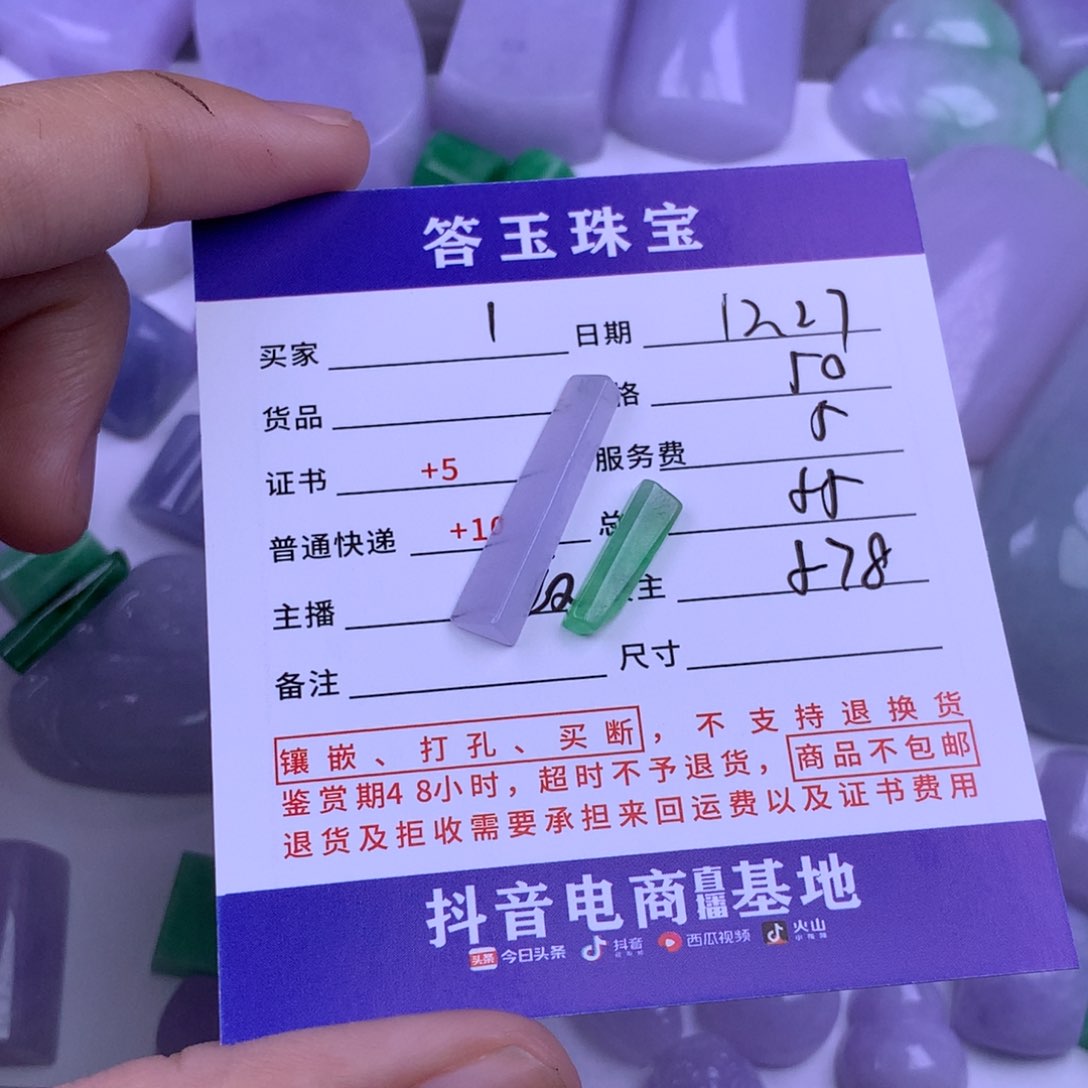 答玉珠宝
买家 1 日期 1227
货品 格 50
证书 +5 服务费
普通快递 +10 总
主播 主
备注 尺寸
镶嵌、打孔、买断，不支持退换货
鉴赏期48小时，超时不予退货，商品不包邮
退货及拒收需要承担来回运费以及证书费用
抖音电商直播基地
头条 今日头条 抖音 西瓜视频 火山